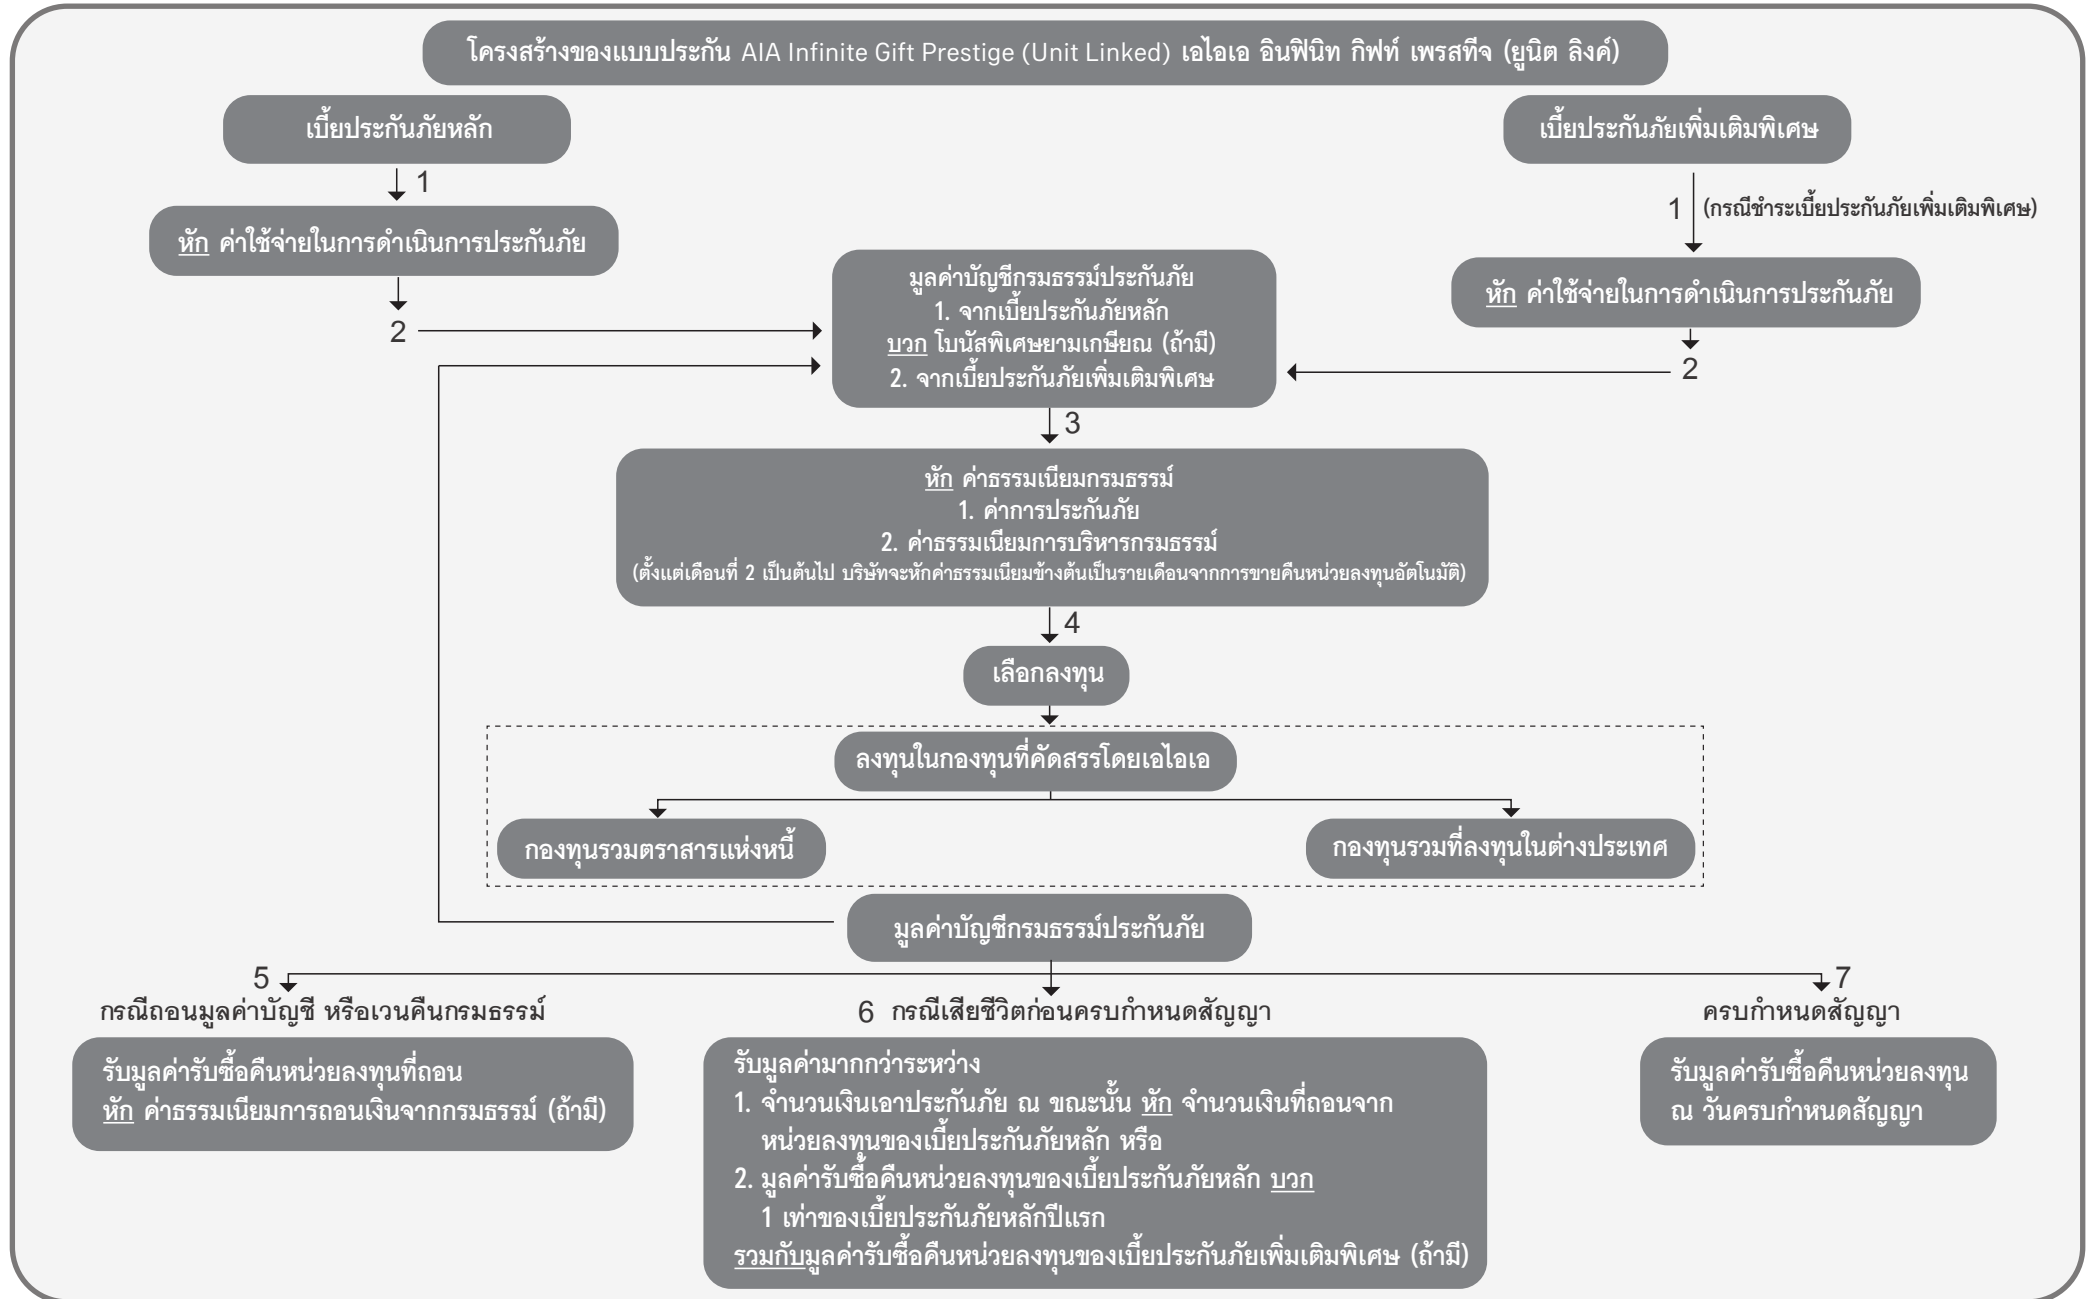 โครงสร้างของแบบประกัน AIA Infinite Gift Prestige (Unit Linked) เอไอเอ อินฟินิท กิฟท์ เพรสทีจ (ยูนิต ลิงค์)
เบี้ยประกันภัยหลัก
เบี้ยประกันภัยเพิ่มเติมพิเศษ
1
1 (กรณีชำระเบี้ยประกันภัยเพิ่มเติมพิเศษ)
หัก ค่าใช้จ่ายในการดำเนินการประกันภัย
หัก ค่าใช้จ่ายในการดำเนินการประกันภัย
2
2
มูลค่าบัญชีกรมธรรม์ประกันภัย
1. จากเบี้ยประกันภัยหลัก
บวก โบนัสพิเศษยามเกษียณ (ถ้ามี)
2. จากเบี้ยประกันภัยเพิ่มเติมพิเศษ
3
หัก ค่าธรรมเนียมกรมธรรม์
1. ค่าการประกันภัย
2. ค่าธรรมเนียมการบริหารกรมธรรม์
(ตั้งแต่เดือนที่ 2 เป็นต้นไป บริษัทจะหักค่าธรรมเนียมข้างต้นเป็นรายเดือนจากการขายคืนหน่วยลงทุนอัตโนมัติ)
4
เลือกลงทุน
ลงทุนในกองทุนที่คัดสรรโดยเอไอเอ
กองทุนรวมตราสารแห่งหนี้
กองทุนรวมที่ลงทุนในต่างประเทศ
มูลค่าบัญชีกรมธรรม์ประกันภัย
5
กรณีถอนมูลค่าบัญชี หรือเวนคืนกรมธรรม์
รับมูลค่ารับซื้อคืนหน่วยลงทุนที่ถอน
หัก ค่าธรรมเนียมการถอนเงินจากกรมธรรม์ (ถ้ามี)
6 กรณีเสียชีวิตก่อนครบกำหนดสัญญา
รับมูลค่ามากกว่าระหว่าง
1. จำนวนเงินเอาประกันภัย ณ ขณะนั้น หัก จำนวนเงินที่ถอนจาก
หน่วยลงทุนของเบี้ยประกันภัยหลัก หรือ
2. มูลค่ารับซื้อคืนหน่วยลงทุนของเบี้ยประกันภัยหลัก บวก
1 เท่าของเบี้ยประกันภัยหลักปีแรก
รวมกับมูลค่ารับซื้อคืนหน่วยลงทุนของเบี้ยประกันภัยเพิ่มเติมพิเศษ (ถ้ามี)
7
ครบกำหนดสัญญา
รับมูลค่ารับซื้อคืนหน่วยลงทุน
ณ วันครบกำหนดสัญญา